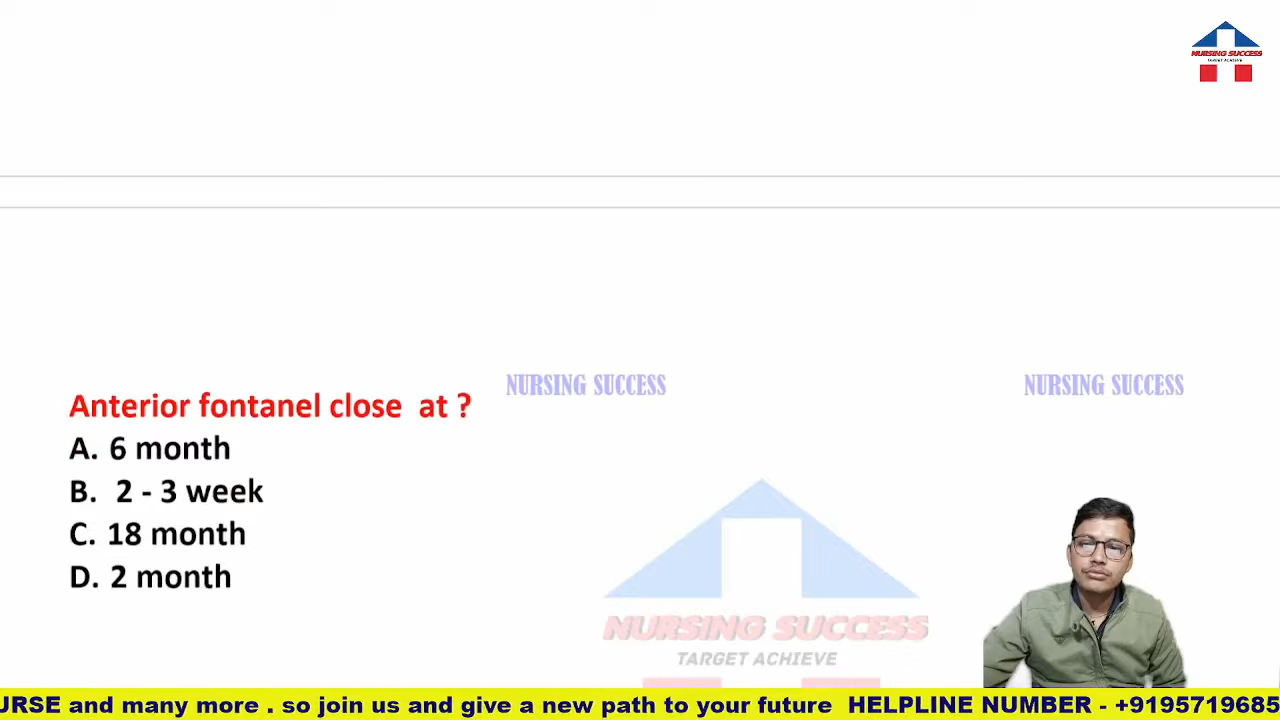 NURSING SUCCESS
TARGET ACHIEVE
NURSING SUCCESS
NURSING SUCCESS
Anterior fontanel close at ?
A. 6 month
B. 2 - 3 week
C. 18 month
D. 2 month
NURSING SUCCESS
TARGET ACHIEVE
URSE and many more . so join us and give a new path to your future HELPLINE NUMBER - +9195719685